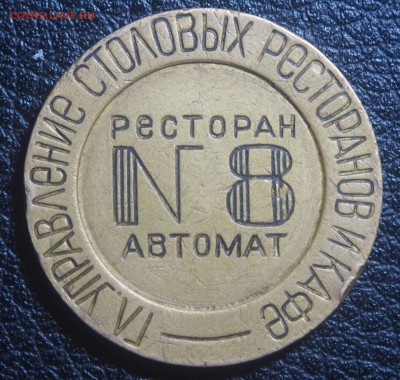 ГЛ. УПРАВЛЕНИЕ СТОЛОВЫХ РЕСТОРАНОВ И КАФЕ
РЕСТОРАН
N 8
АВТОМАТ